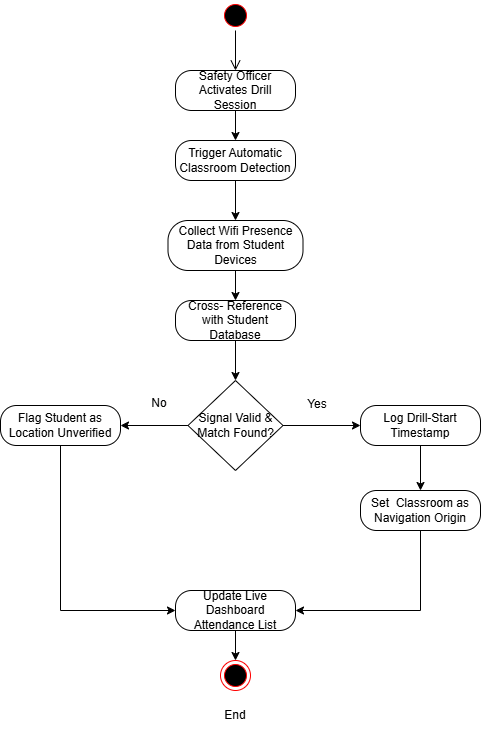 Safety Officer
Activates Drill
Session
Trigger Automatic
Classroom Detection
Collect Wifi Presence
Data from Student
Devices
Cross- Reference
with Student
Database
No
Signal Valid &
Match Found?
Yes
Flag Student as
Location Unverified
Log Drill-Start
Timestamp
Set  Classroom as
Navigation Origin
Update Live
Dashboard
Attendance List
End